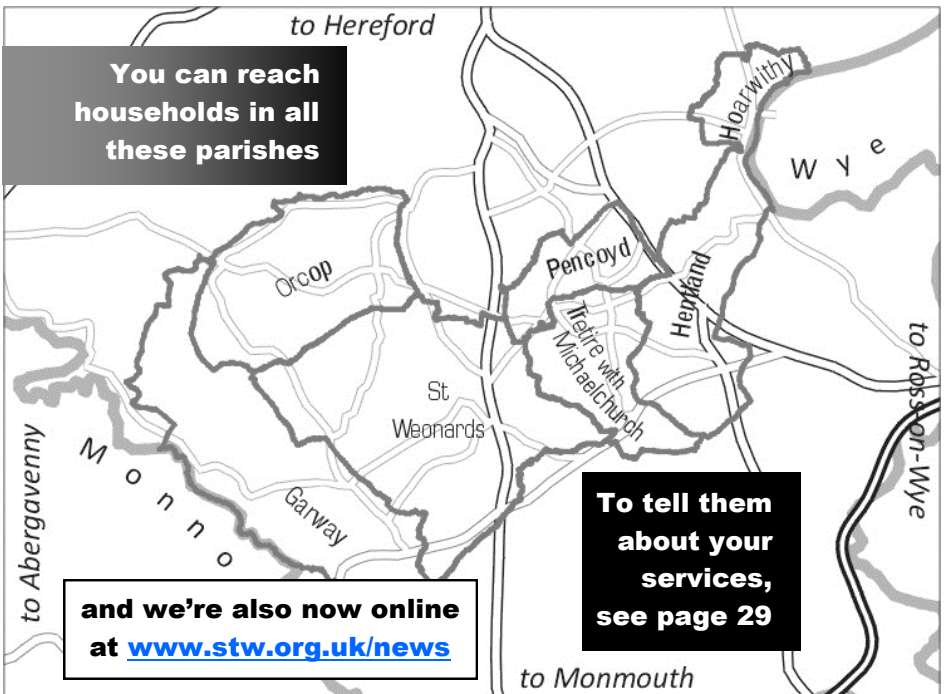 to Hereford
You can reach
households in all
these parishes
Hoarwithy
Wye
Orcop
Pencoyd
Hentland
Tretire with
Michaelchurch
St
Weonards
to Ross-on-Wye
to Abergavenny
Monno
Garway
To tell them
about your
services,
see page 29
and we're also now online
at www.stw.org.uk/news
to Monmouth